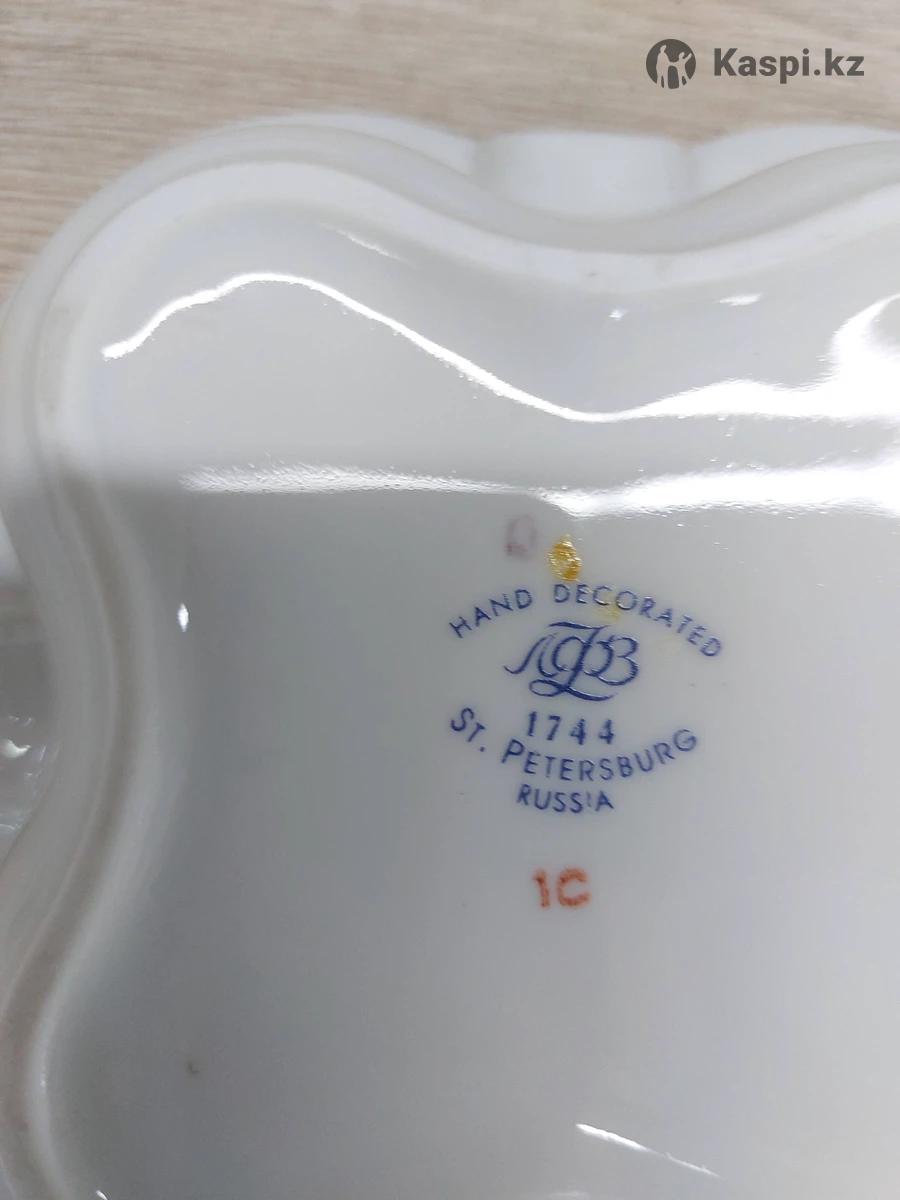 Kaspi.kz
HAND DECORATED
ЛФЗ
1744
ST. PETERSBURG
RUSSIA
1C